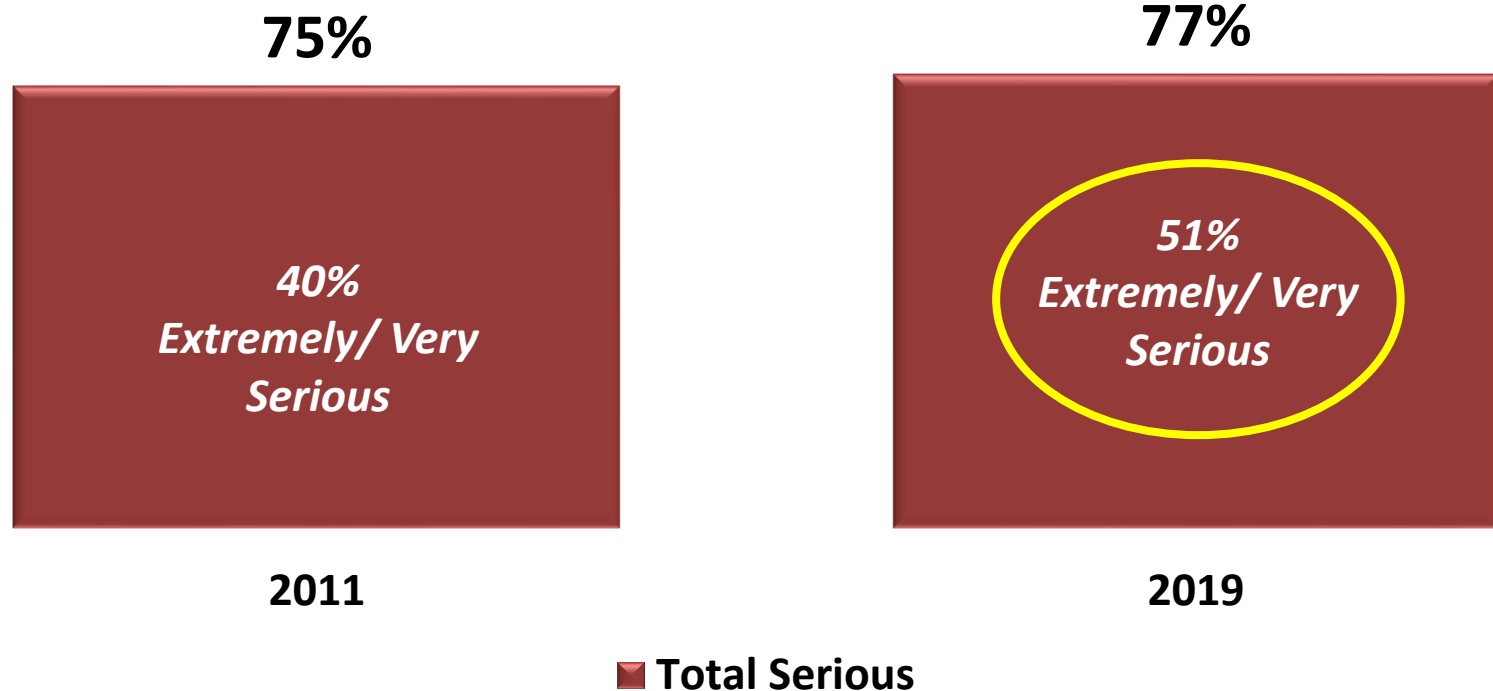 75%
77%
40%
Extremely/ Very
Serious
51%
Extremely/ Very
Serious
2011
2019
Total Serious